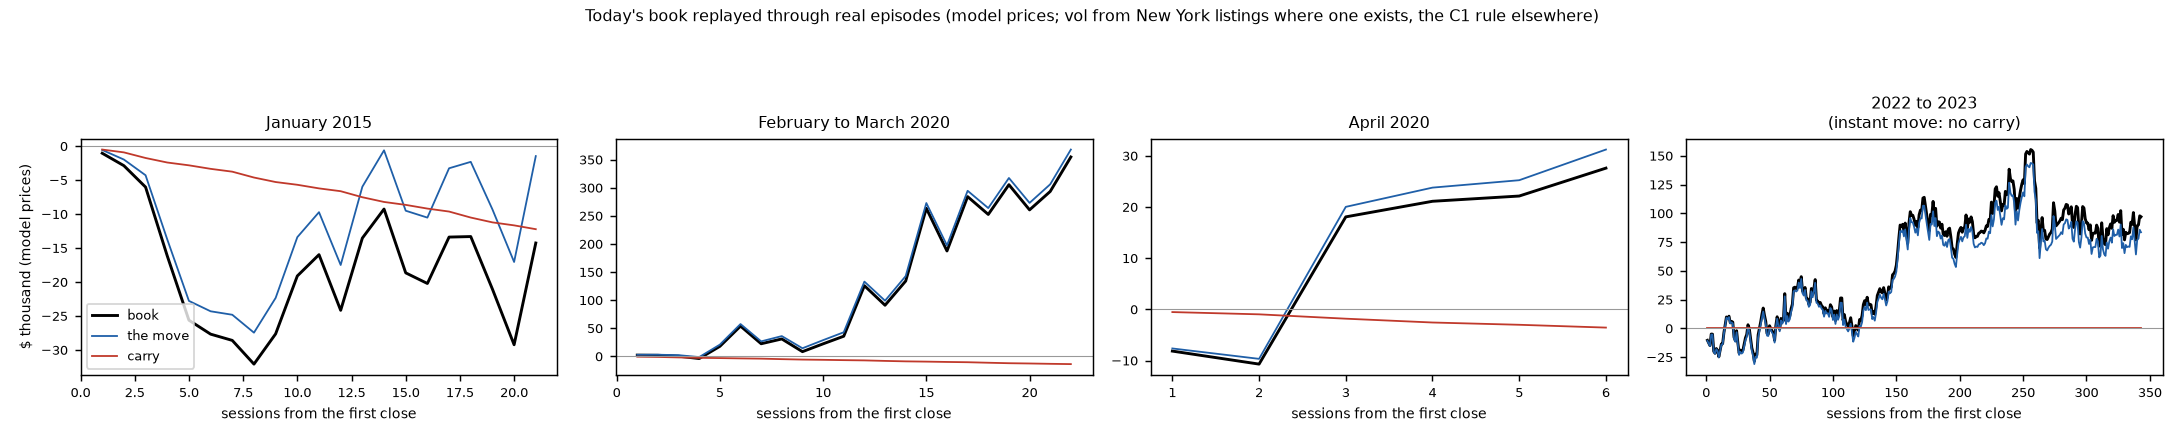 Today's book replayed through real episodes (model prices; vol from New York listings where one exists, the C1 rule elsewhere)
January 2015
$ thousand (model prices)
0
−5
−10
−15
−20
−25
−30
book
the move
carry
0.0 2.5 5.0 7.5 10.0 12.5 15.0 17.5 20.0
sessions from the first close
February to March 2020
350
300
250
200
150
100
50
0
0 5 10 15 20
sessions from the first close
April 2020
30
20
10
0
−10
1 2 3 4 5 6
sessions from the first close
2022 to 2023
(instant move: no carry)
150
125
100
75
50
25
0
−25
0 50 100 150 200 250 300 350
sessions from the first close